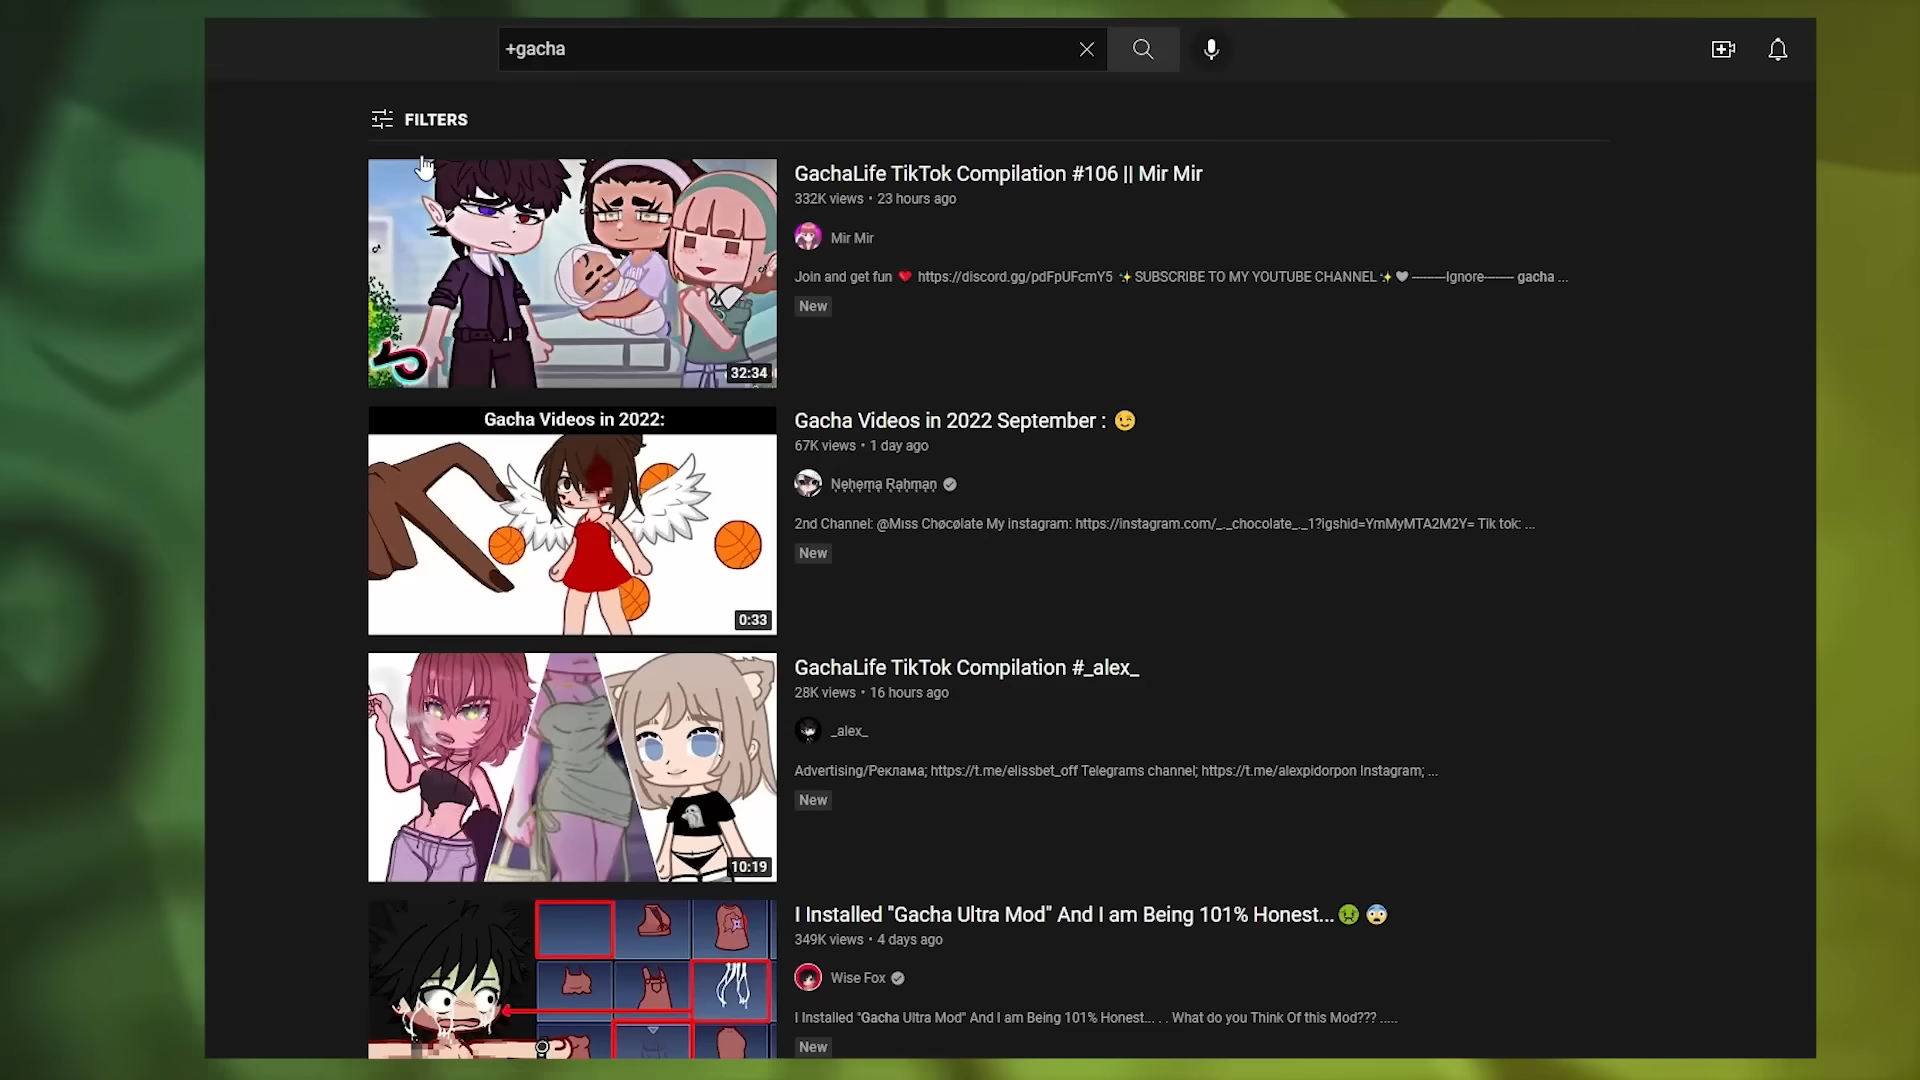 +gacha
FILTERS
GachaLife TikTok Compilation #106 || Mir Mir
332K views • 23 hours ago
Mir Mir
Join and get fun ❤️ https://discord.gg/pdFpUFcmY5 ✨SUBSCRIBE TO MY YOUTUBE CHANNEL✨🤍 ———Ignore——— gacha ...
New
32:34
Gacha Videos in 2022:
0:33
Gacha Videos in 2022 September : 😉
67K views • 1 day ago
Nẹhẹmạ Rạhmạn
2nd Channel: @Mıss Chøcølate My instagram: https://instagram.com/_._chocolate_._1?igshid=YmMyMTA2M2Y= Tik tok: ...
New
GachaLife TikTok Compilation #_alex_
28K views • 16 hours ago
_alex_
Advertising/Реклама; https://t.me/elissbet_off Telegrams channel; https://t.me/alexpidorpon Instagram; ...
New
10:19
I Installed "Gacha Ultra Mod" And I am Being 101% Honest...🤢 😨
349K views • 4 days ago
Wise Fox
I Installed "Gacha Ultra Mod" And I am Being 101% Honest... . . What do you Think Of this Mod??? .....
New